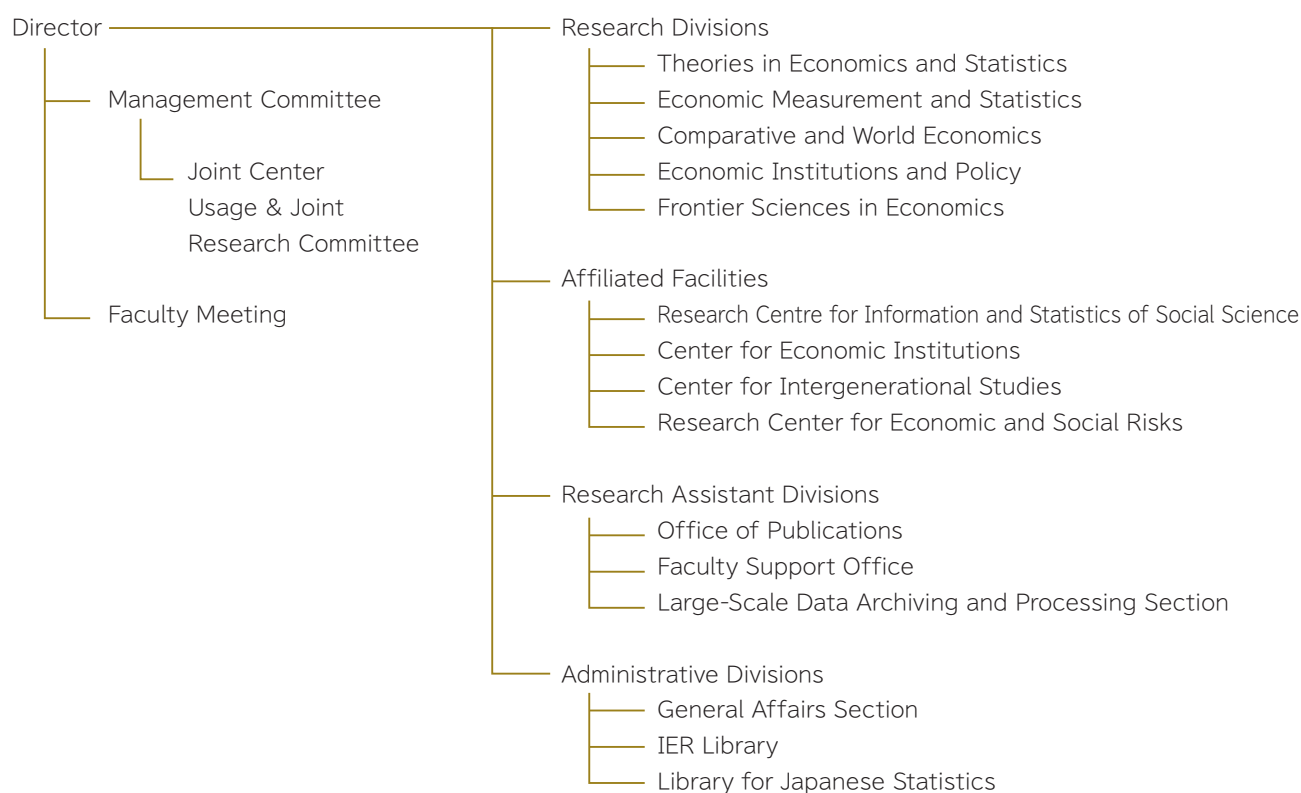 Director
Management Committee
Joint Center
Usage & Joint
Research Committee
Faculty Meeting
Research Divisions
Theories in Economics and Statistics
Economic Measurement and Statistics
Comparative and World Economics
Economic Institutions and Policy
Frontier Sciences in Economics
Affiliated Facilities
Research Centre for Information and Statistics of Social Science
Center for Economic Institutions
Center for Intergenerational Studies
Research Center for Economic and Social Risks
Research Assistant Divisions
Office of Publications
Faculty Support Office
Large-Scale Data Archiving and Processing Section
Administrative Divisions
General Affairs Section
IER Library
Library for Japanese Statistics